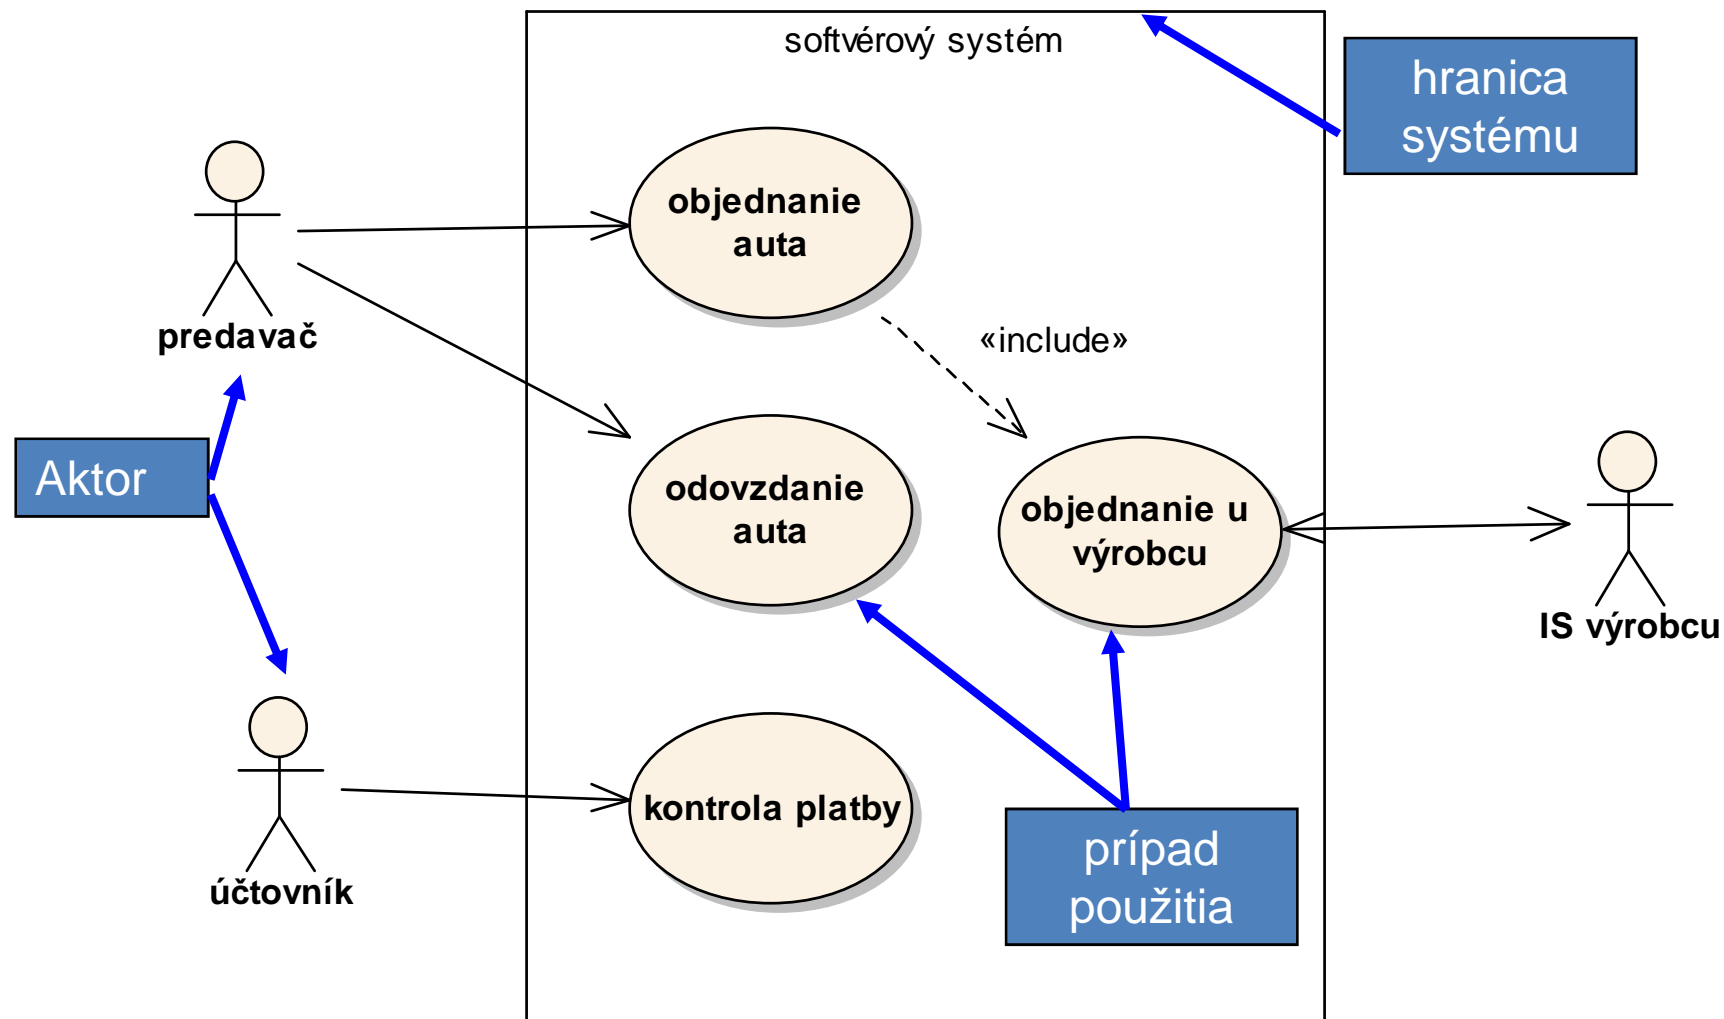 softvérový systém
hranica
systému
objednanie
auta
predavač
«include»
Aktor
odovzdanie
auta
objednanie u
výrobcu
IS výrobcu
kontrola platby
prípad
použitia
účtovník